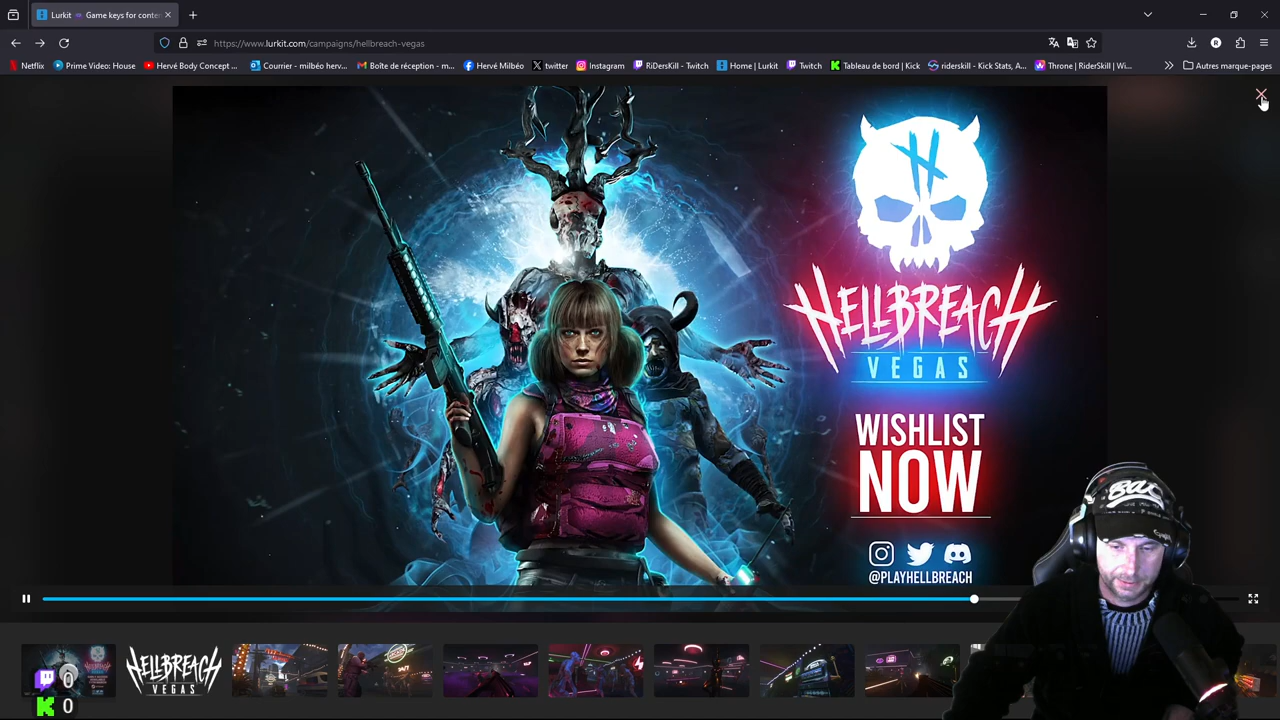 Lurkit 👾 Game keys for conte
https://www.lurkit.com/campaigns/hellbreach-vegas
Netflix
Prime Video: House
Hervé Body Concept ...
Courrier - milbéo herv...
Boîte de réception - m...
Hervé Milbéo
twitter
Instagram
RiDersKill - Twitch
Home | Lurkit
Twitch
Tableau de bord | Kick
riderskill - Kick Stats, A...
Throne | RiderSkill | Wi...
Autres marque-pages
HELLBREACH
VEGAS
WISHLIST
NOW
@PLAYHELLBREACH
HELLBREACH
VEGAS
0
0